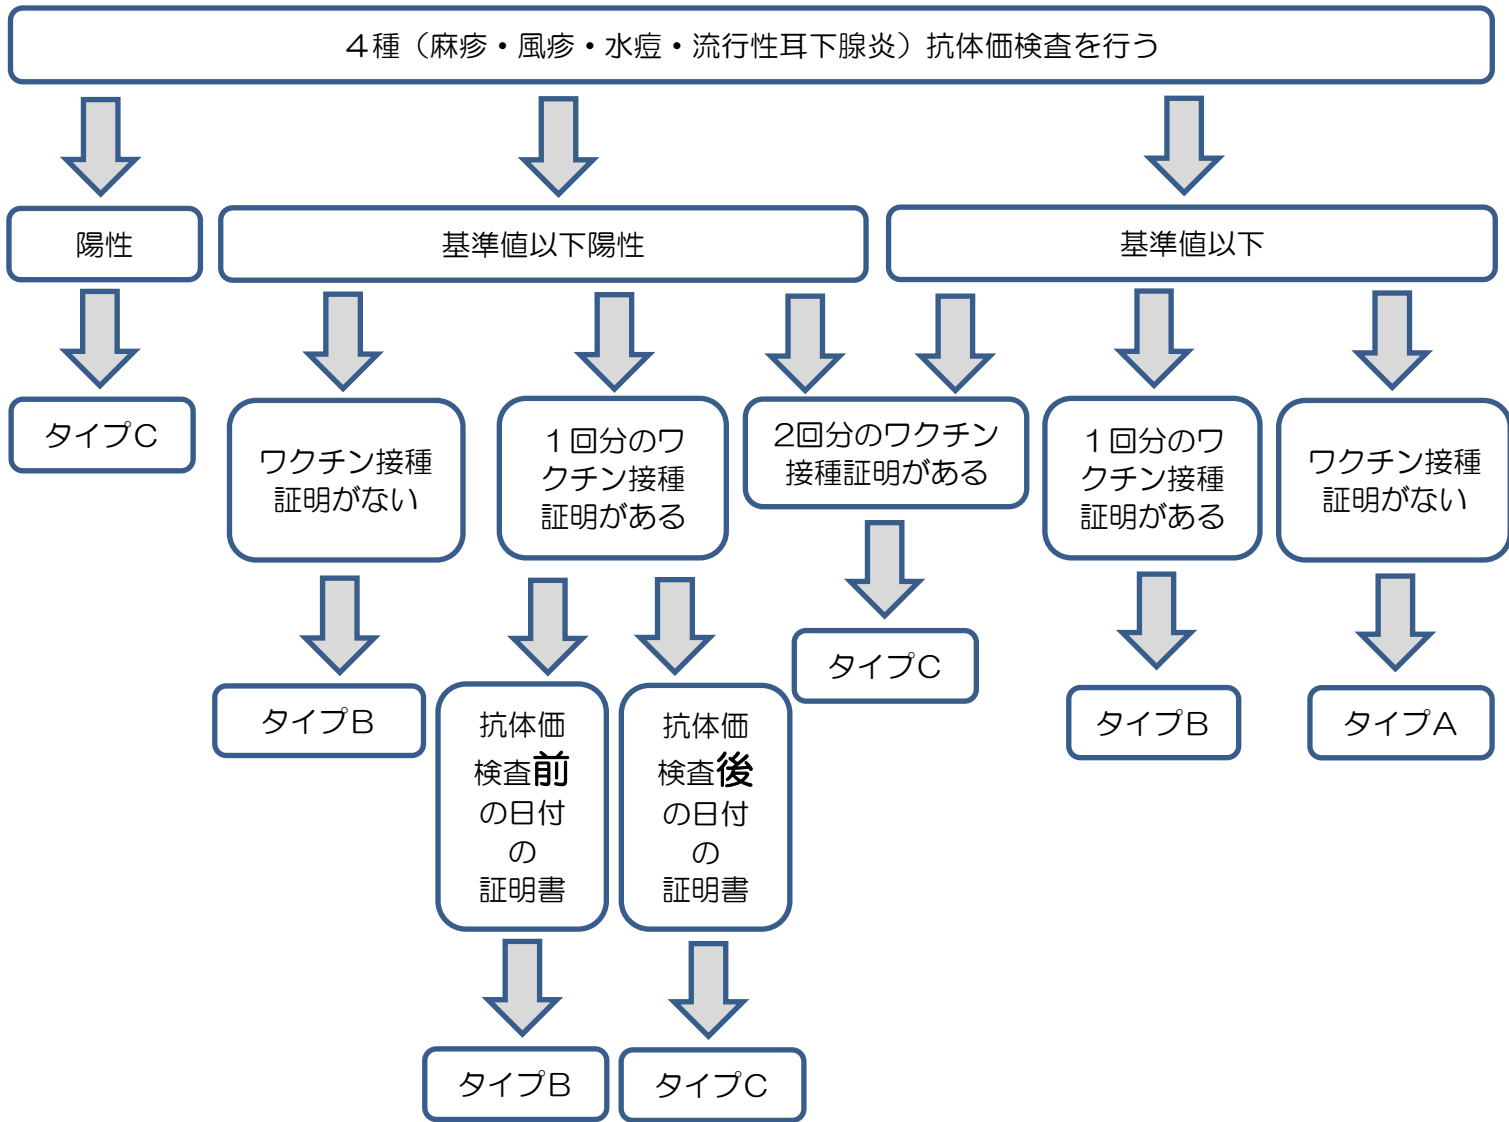 ４種（麻疹・風疹・水痘・流行性耳下腺炎）抗体価検査を行う
陽性
基準値以下陽性
基準値以下
タイプＣ
ワクチン接種
証明がない
１回分のワ
クチン接種
証明がある
2回分のワクチン
接種証明がある
１回分のワ
クチン接種
証明がある
ワクチン接種
証明がない
タイプＢ
抗体価
検査前
の日付
の
証明書
抗体価
検査後
の日付
の
証明書
タイプＣ
タイプＢ
タイプＡ
タイプＢ
タイプＣ